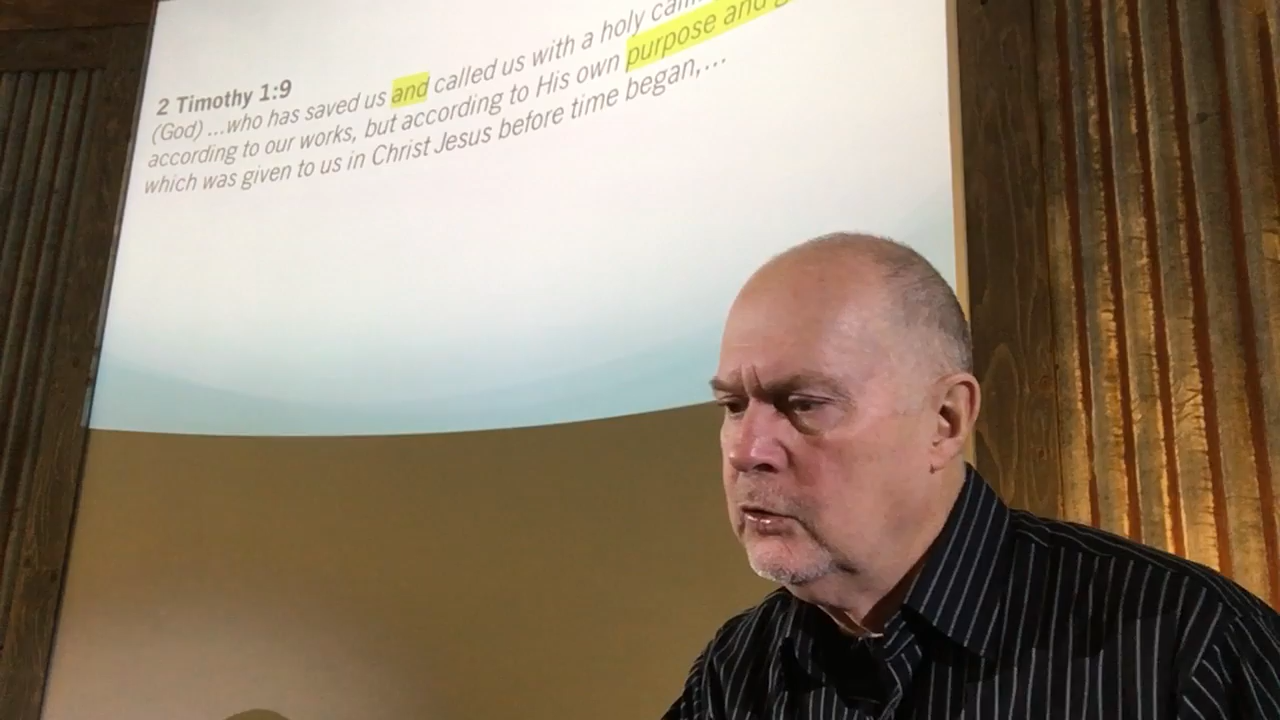 2 Timothy 1:9
(God) ...who has saved us and called us with a holy
according to our works, but according to His own purpose and
which was given to us in Christ Jesus before time began,...